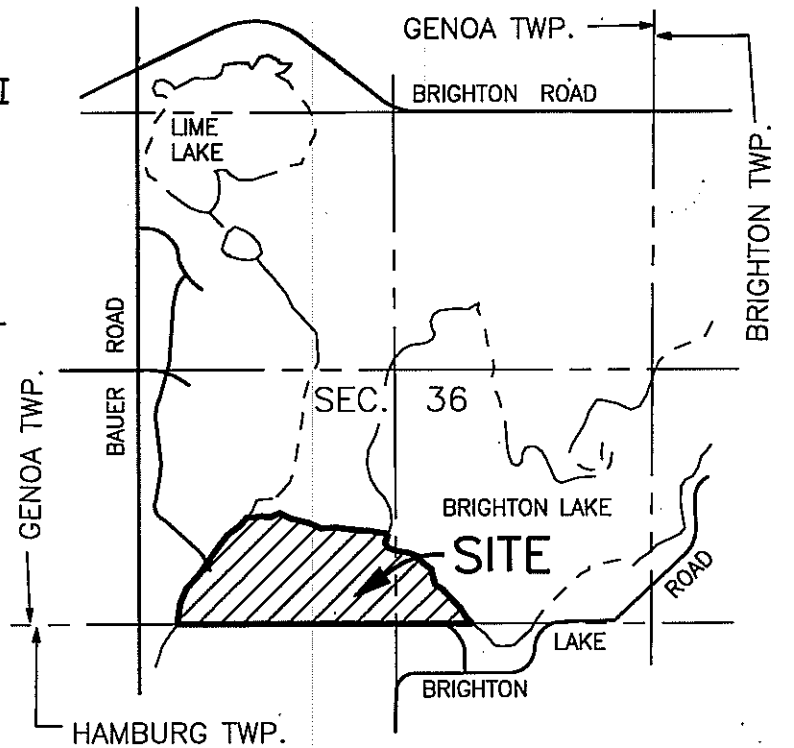 GENOA TWP.
BRIGHTON ROAD
LIME
LAKE
BRIGHTON TWP.
BAUER ROAD
GENOA TWP.
SEC. 36
BRIGHTON LAKE
SITE
ROAD
LAKE
BRIGHTON
HAMBURG TWP.